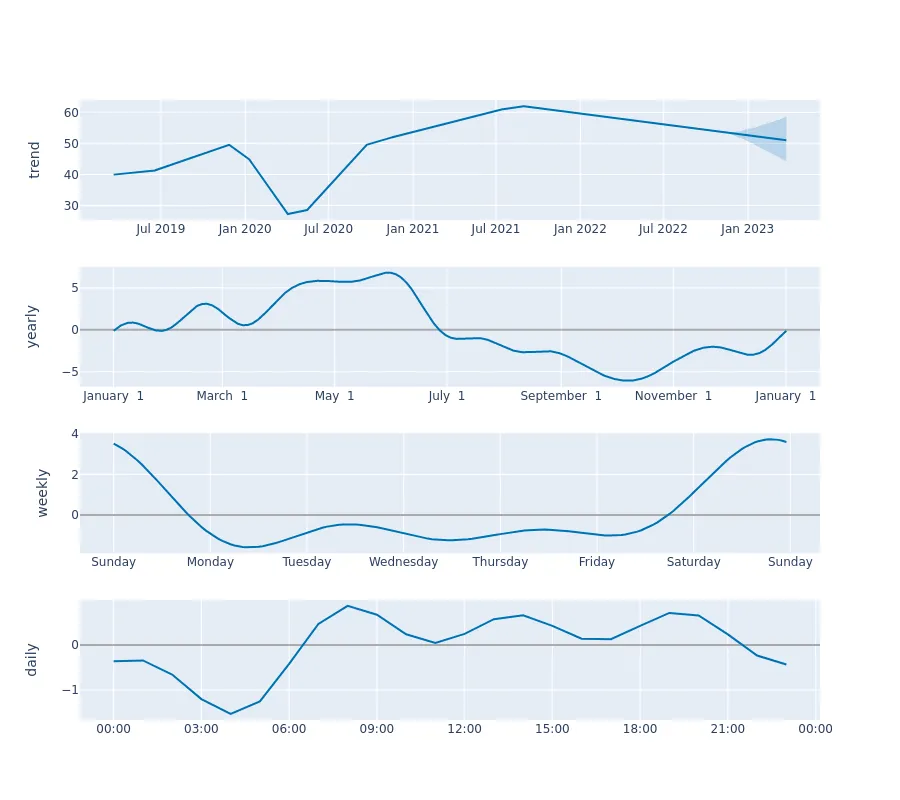 trend
60
50
40
30
Jul 2019 Jan 2020 Jul 2020 Jan 2021 Jul 2021 Jan 2022 Jul 2022 Jan 2023
yearly
5
0
−5
January 1 March 1 May 1 July 1 September 1 November 1 January 1
weekly
4
2
0
Sunday Monday Tuesday Wednesday Thursday Friday Saturday Sunday
daily
0
−1
00:00 03:00 06:00 09:00 12:00 15:00 18:00 21:00 00:00